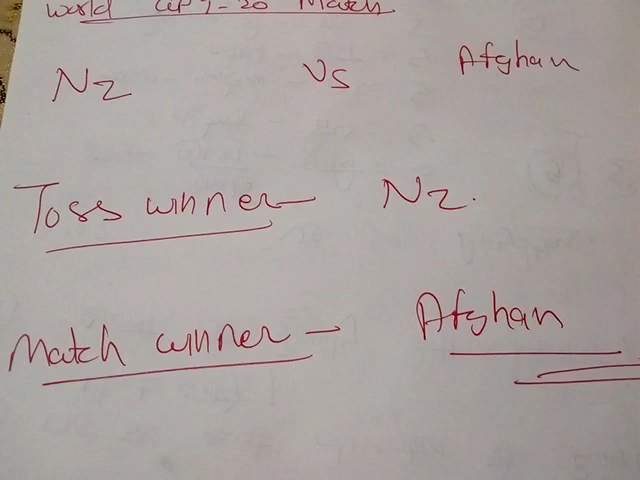 World Cup T-20 Match
NZ Vs Afghan
Toss winner- NZ.
Match winner - Afghan